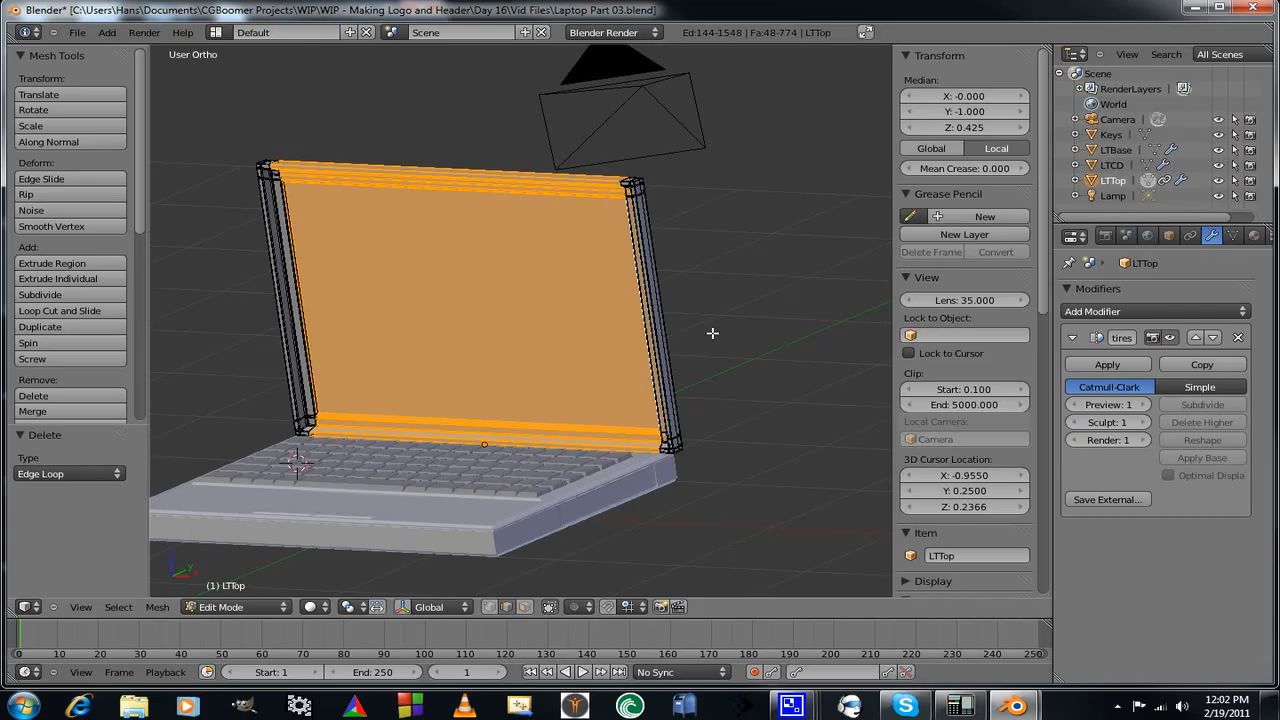 Blender* [C:\Users\Hans\Documents\CGBoomer Projects\WIP\WIP - Making Logo and Header\Day 16\Vid Files\Laptop Part 03.blend]
File Add Render Help Default Scene Blender Render Ed:144-1548 | Fa:48-774 | LTTop
Mesh Tools
Transform:
Translate
Rotate
Scale
Along Normal
Deform:
Edge Slide
Rip
Noise
Smooth Vertex
Add:
Extrude Region
Extrude Individual
Subdivide
Loop Cut and Slide
Duplicate
Spin
Screw
Remove:
Delete
Merge
Delete
Type
Edge Loop
User Ortho
(1) LTTop
Transform
Median:
X: -0.000
Y: -1.000
Z: 0.425
Global Local
Mean Crease: 0.000
Grease Pencil
New
New Layer
Delete Frame Convert
View
Lens: 35.000
Lock to Object:
Lock to Cursor
Clip:
Start: 0.100
End: 5000.000
Local Camera:
Camera
3D Cursor Location:
X: -0.9550
Y: 0.2500
Z: 0.2366
Item
LTTop
Display
View Search All Scenes
Scene
RenderLayers
World
Camera
Keys
LTBase
LTCD
LTTop
Lamp
LTTop
Modifiers
Add Modifier
tires
Apply Copy
Catmull-Clark Simple
Preview: 1 Subdivide
Sculpt: 1 Delete Higher
Render: 1 Reshape
Apply Base
Optimal Displa
Save External...
View Select Mesh Edit Mode Global
0 10 20 30 40 50 60 70 80 90 100 110 120 130 140 150 160 170 180 190 200 210 220 230 240 250
View Frame Playback Start: 1 End: 250 1 No Sync
12:02 PM
2/19/2011